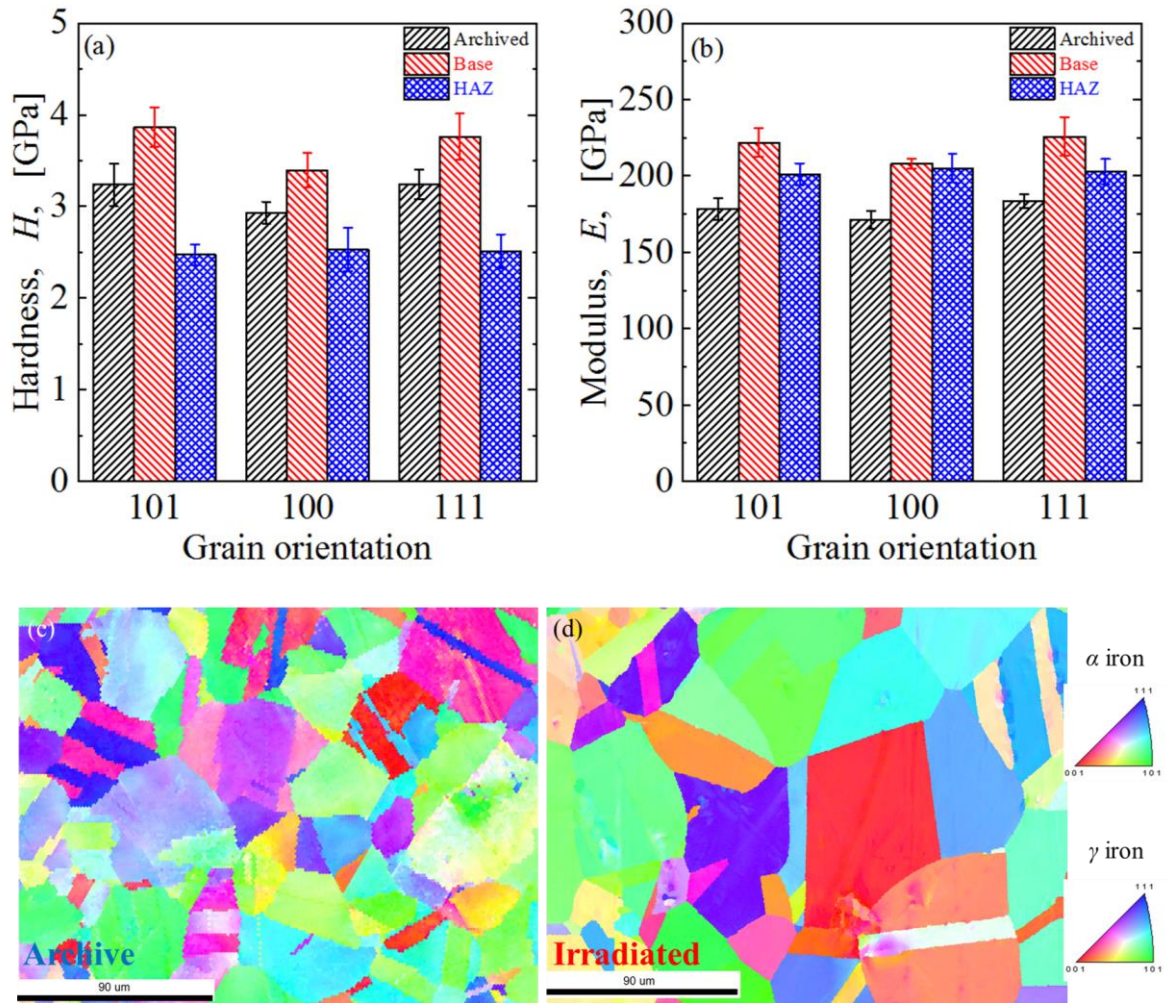 (a)
Archived
Base
HAZ
Hardness, H, [GPa]
5
4
3
2
1
0
101 100 111
Grain orientation
(b)
Archived
Base
HAZ
Modulus, E, [GPa]
300
250
200
150
100
50
0
101 100 111
Grain orientation
(c)
Archive
90 um
(d)
Irradiated
90 um
α iron
111
001 101
γ iron
111
001 101